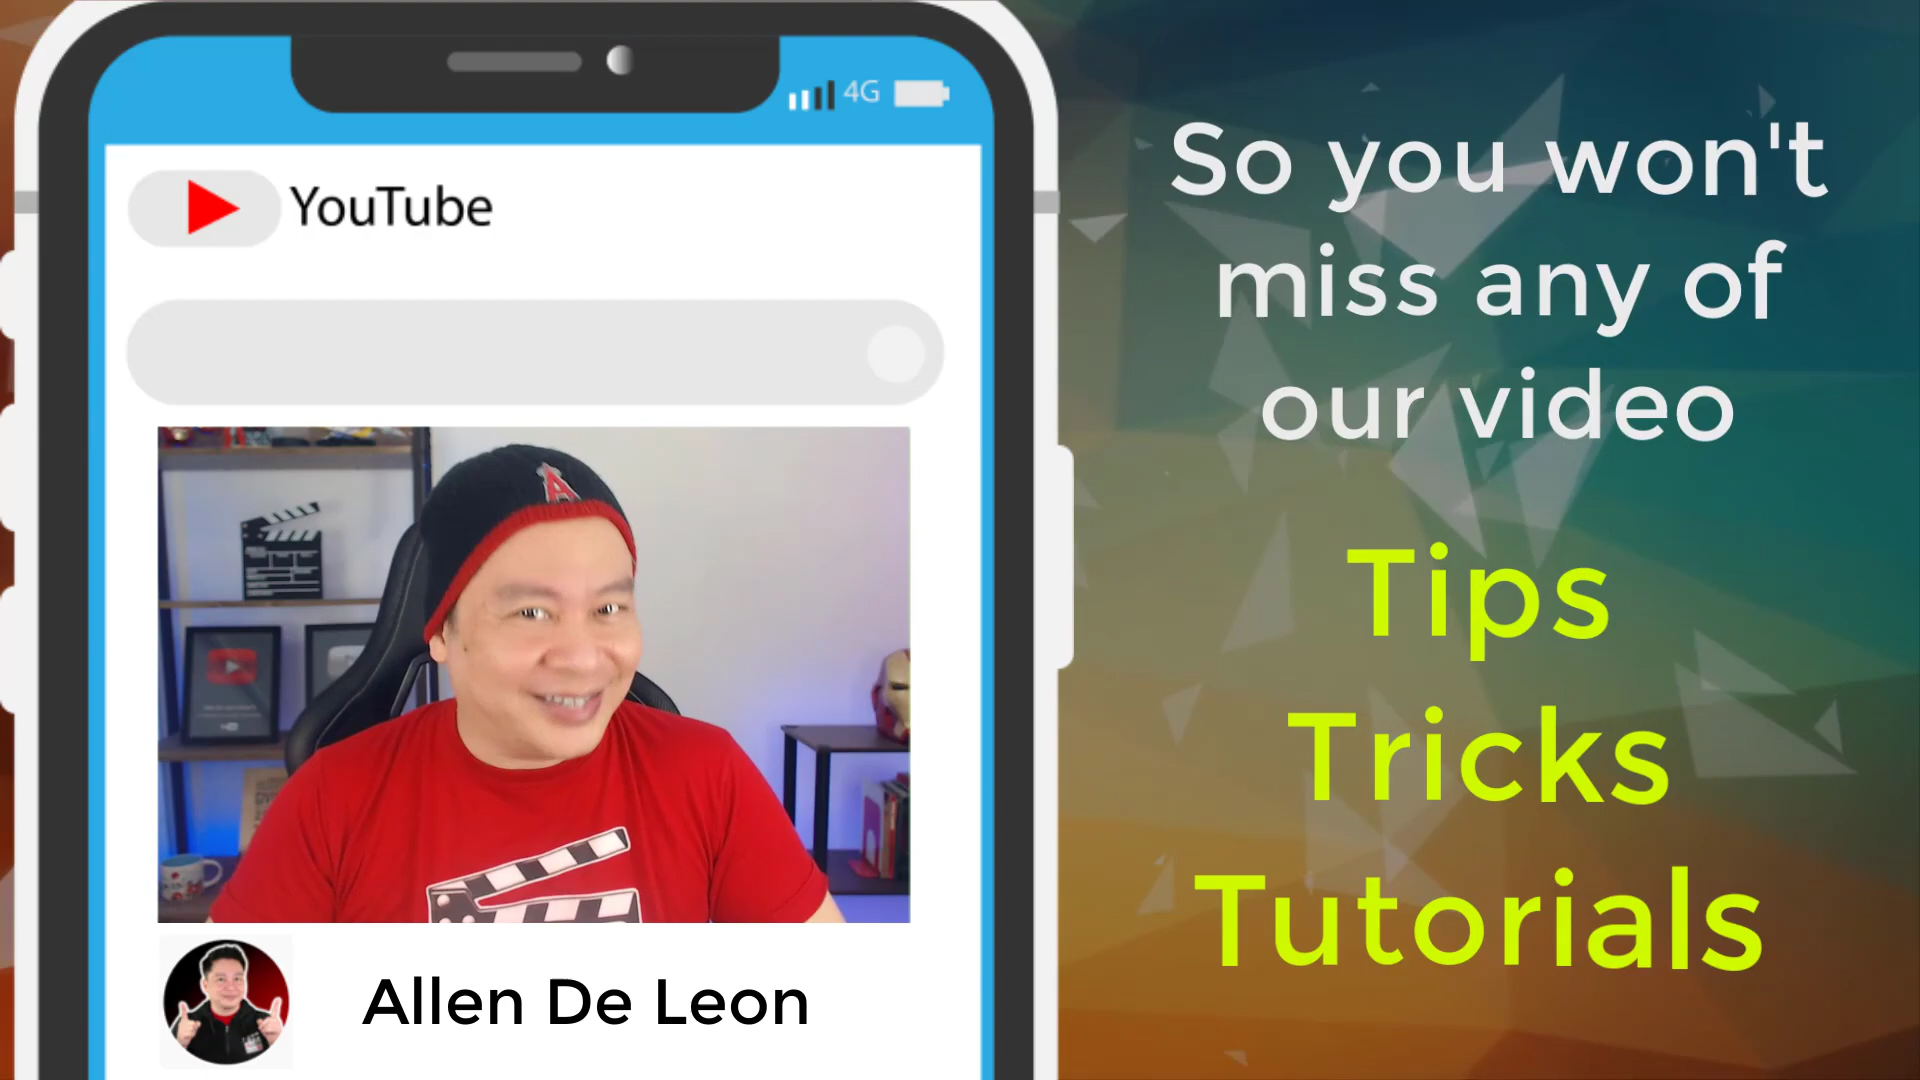 4G
YouTube
A
Allen De Leon
So you won't
miss any of
our video
Tips
Tricks
Tutorials